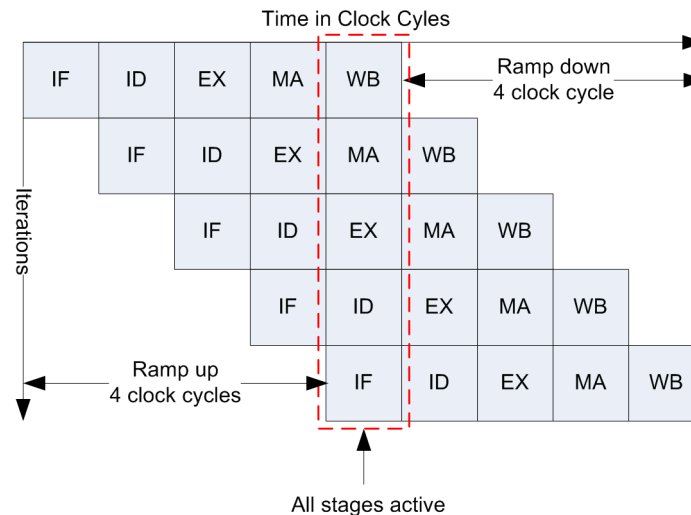 Time in Clock Cyles
IF ID EX MA WB
Ramp down
4 clock cycle
IF ID EX MA WB
Iterations
IF ID EX MA WB
IF ID EX MA WB
Ramp up
4 clock cycles
IF ID EX MA WB
All stages active